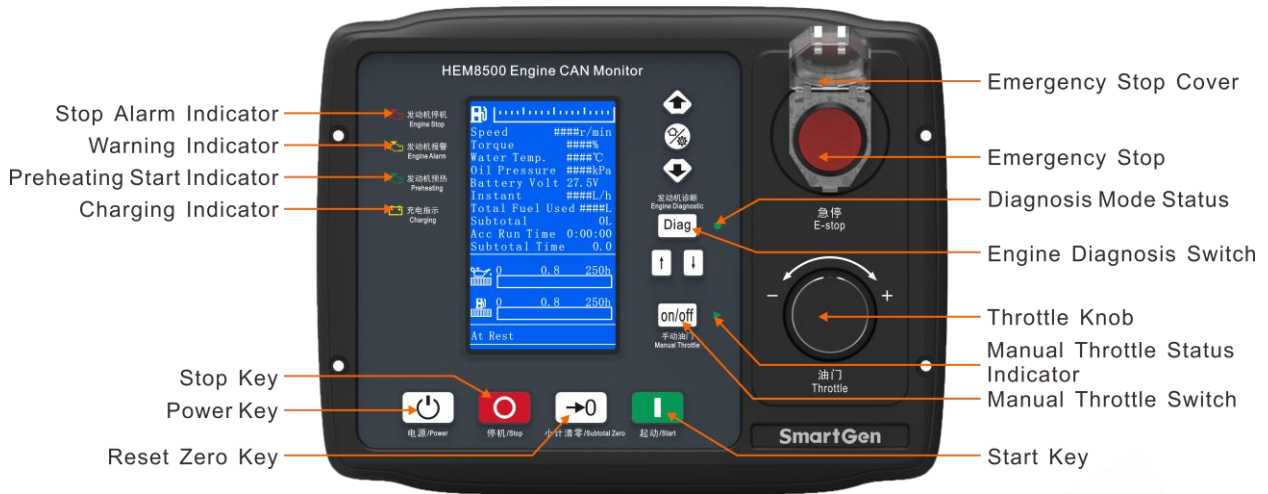 HEM8500 Engine CAN Monitor
Stop Alarm Indicator
Warning Indicator
Preheating Start Indicator
Charging Indicator
发动机停机
Engine Stop
发动机报警
Engine Alarm
发动机预热
Preheating
充电指示
Charging
Speed ####r/min
Torque ####%
Water Temp. ####℃
Oil Pressure ####kPa
Battery Volt 27.5V
Instant ####L/h
Total Fuel Used ####L
Subtotal 0L
Acc Run Time 0:00:00
Subtotal Time 0.0
0 0.8 250h
0 0.8 250h
At Rest
发动机诊断
Engine Diagnostic
Diag
↑ ↓
on/off
手动油门
Manual Throttle
急停
E-stop
− +
油门
Throttle
SmartGen
Emergency Stop Cover
Emergency Stop
Diagnosis Mode Status
Engine Diagnosis Switch
Throttle Knob
Manual Throttle Status
Indicator
Manual Throttle Switch
Start Key
Stop Key
Power Key
Reset Zero Key
→0
电源/Power
停机/Stop
小计清零/Subtotal Zero
起动/Start